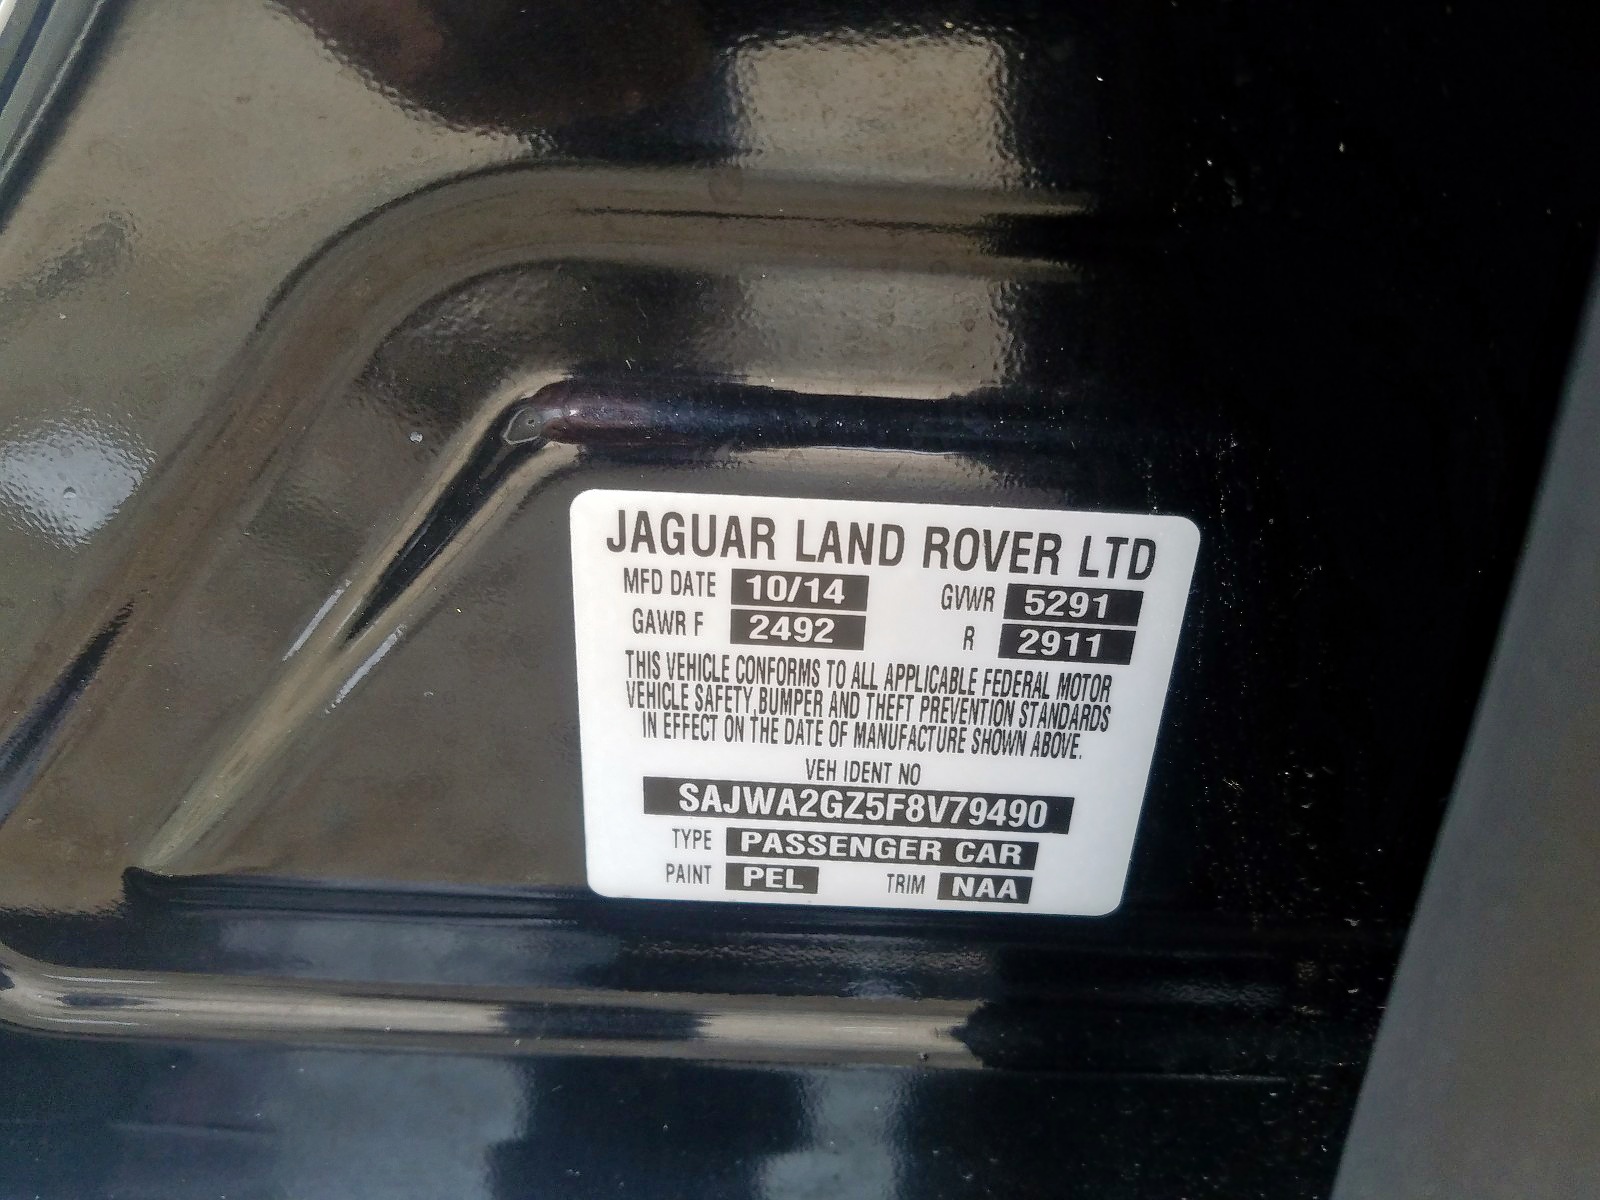 JAGUAR LAND ROVER LTD
MFD DATE 10/14 GVWR 5291
GAWR F 2492 R 2911
THIS VEHICLE CONFORMS TO ALL APPLICABLE FEDERAL MOTOR
VEHICLE SAFETY, BUMPER AND THEFT PREVENTION STANDARDS
IN EFFECT ON THE DATE OF MANUFACTURE SHOWN ABOVE.
VEH IDENT NO
SAJWA2GZ5F8V79490
TYPE PASSENGER CAR
PAINT PEL TRIM NAA